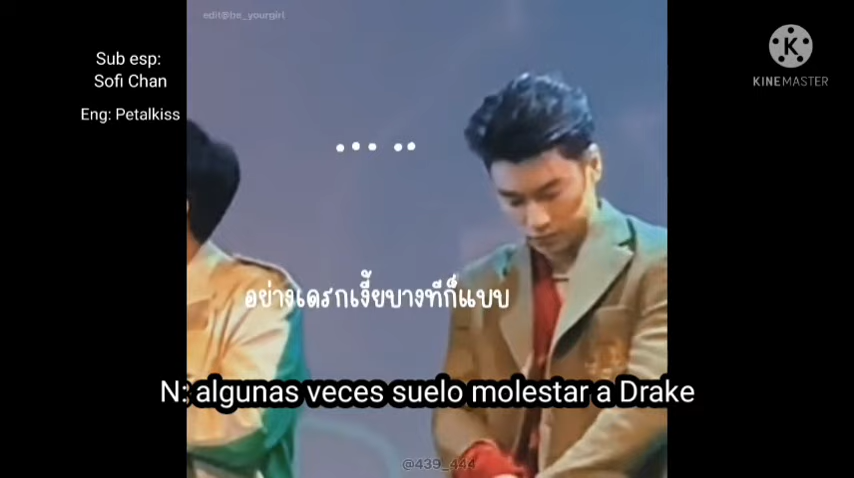 edit@be_yourgirl
Sub esp:
Sofi Chan
Eng: Petalkiss
K
KINEMASTER
อย่างเดรกเงี้ยบางทีก็แบบ
N: algunas veces suelo molestar a Drake
@439_444